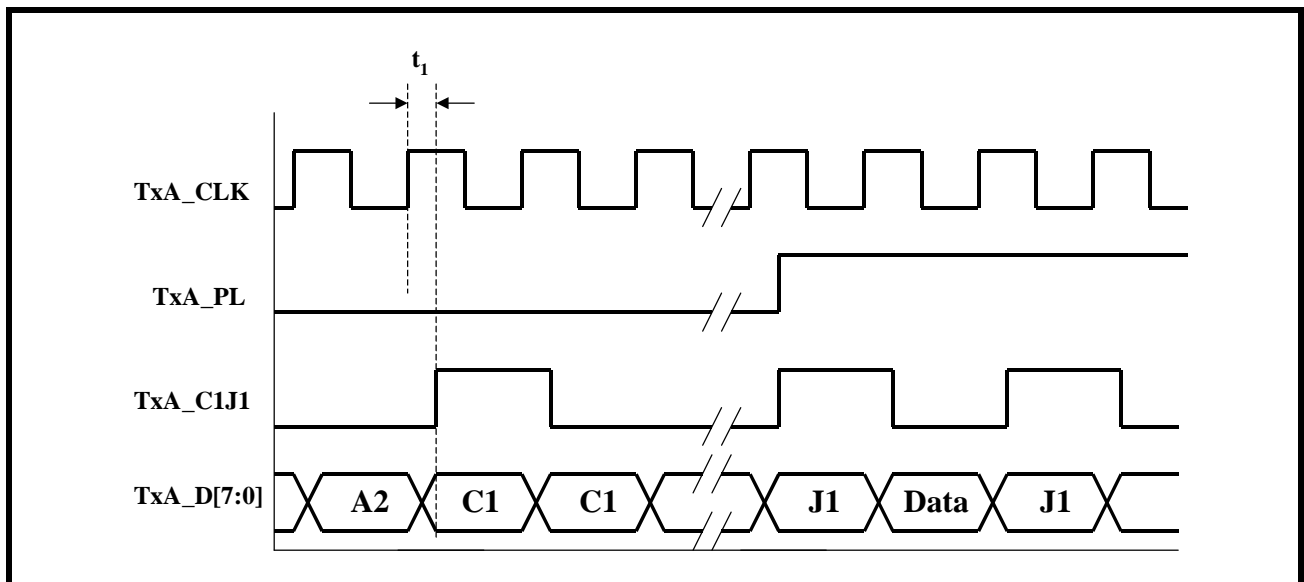 t1
TxA_CLK
TxA_PL
TxA_C1J1
TxA_D[7:0] A2 C1 C1 J1 Data J1